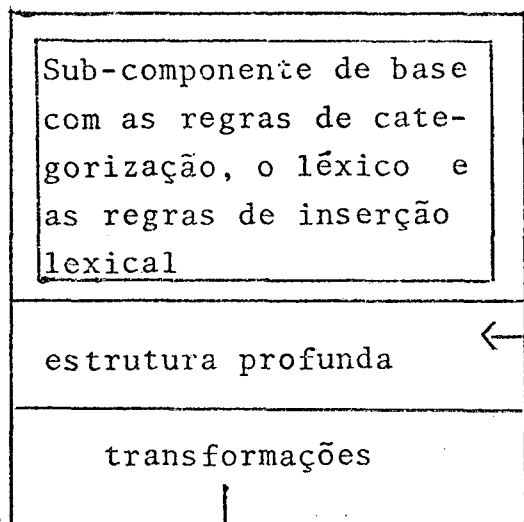 Sub-componente de base
com as regras de cate-
gorização, o léxico e
as regras de inserção
lexical
estrutura profunda
transformações